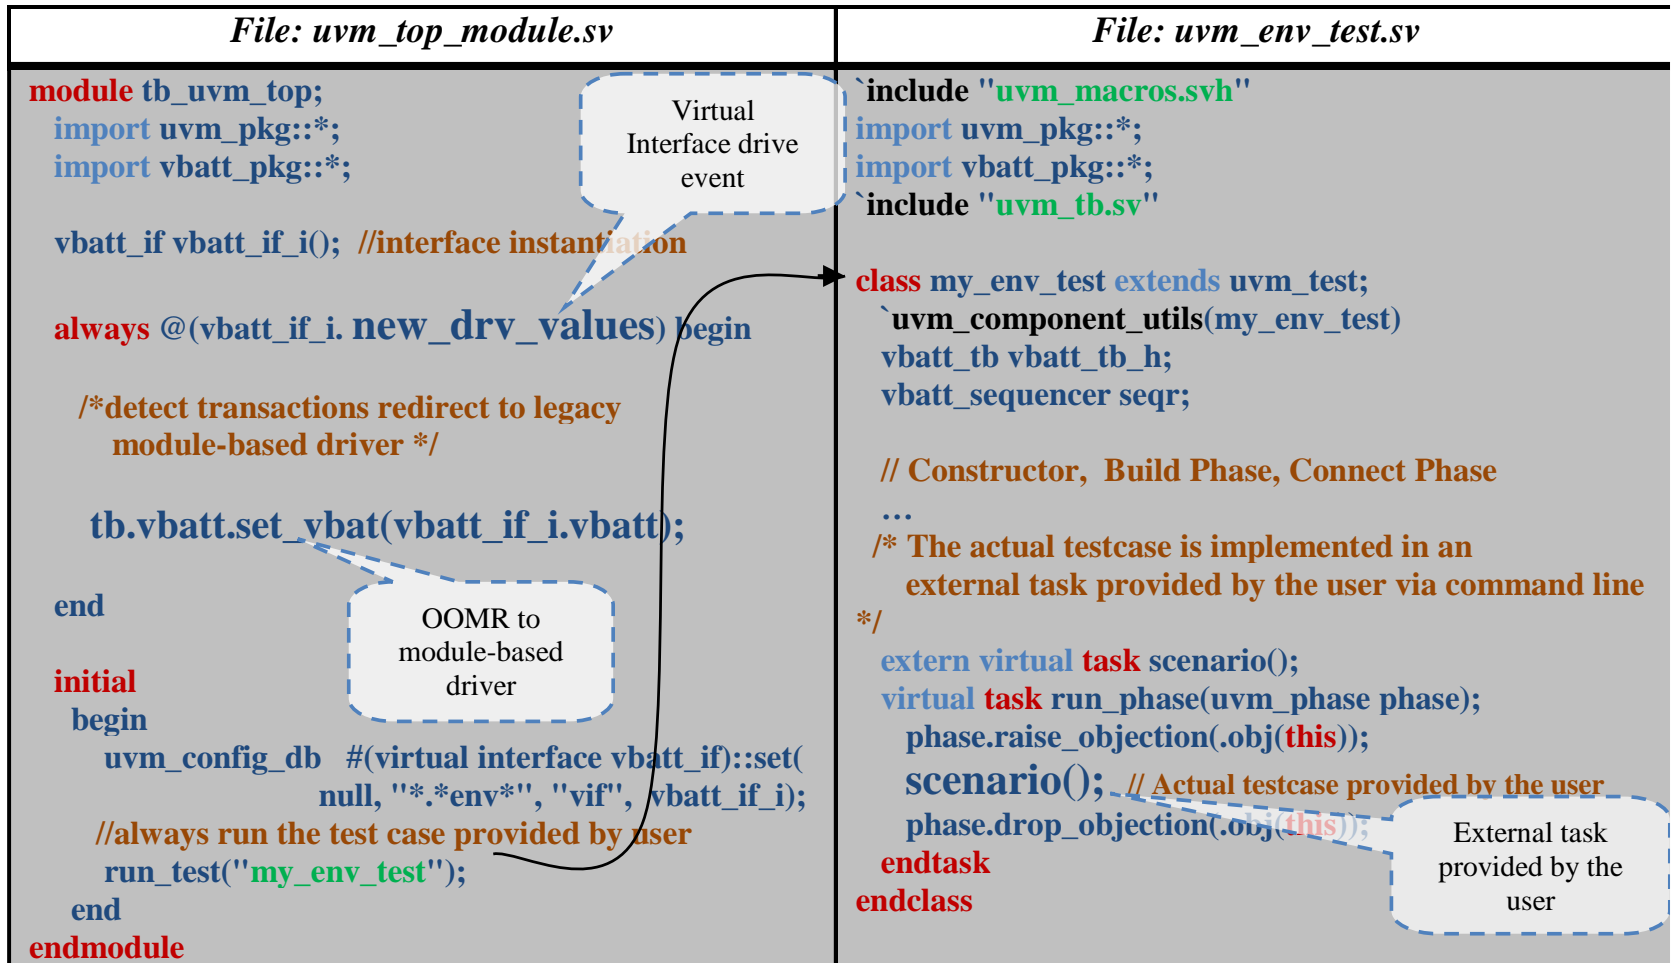 File: uvm_top_module.sv
module tb_uvm_top;
import uvm_pkg::*;
import vbatt_pkg::*;
vbatt_if vbatt_if_i(); //interface instantiation
always @(vbatt_if_i. new_drv_values) begin
/*detect transactions redirect to legacy
module-based driver */
tb.vbatt.set_vbat(vbatt_if_i.vbatt);
end
initial
begin
uvm_config_db #(virtual interface vbatt_if)::set(
null, "*.*env*", "vif", vbatt_if_i);
//always run the test case provided by user
run_test("my_env_test");
end
endmodule
Virtual
Interface drive
event
OOMR to
module-based
driver
File: uvm_env_test.sv
`include "uvm_macros.svh"
import uvm_pkg::*;
import vbatt_pkg::*;
`include "uvm_tb.sv"
class my_env_test extends uvm_test;
`uvm_component_utils(my_env_test)
vbatt_tb vbatt_tb_h;
vbatt_sequencer seqr;
// Constructor, Build Phase, Connect Phase
…
/* The actual testcase is implemented in an
external task provided by the user via command line
*/
extern virtual task scenario();
virtual task run_phase(uvm_phase phase);
phase.raise_objection(.obj(this));
scenario(); // Actual testcase provided by the user
phase.drop_objection(.obj(this));
endtask
endclass
External task
provided by the
user